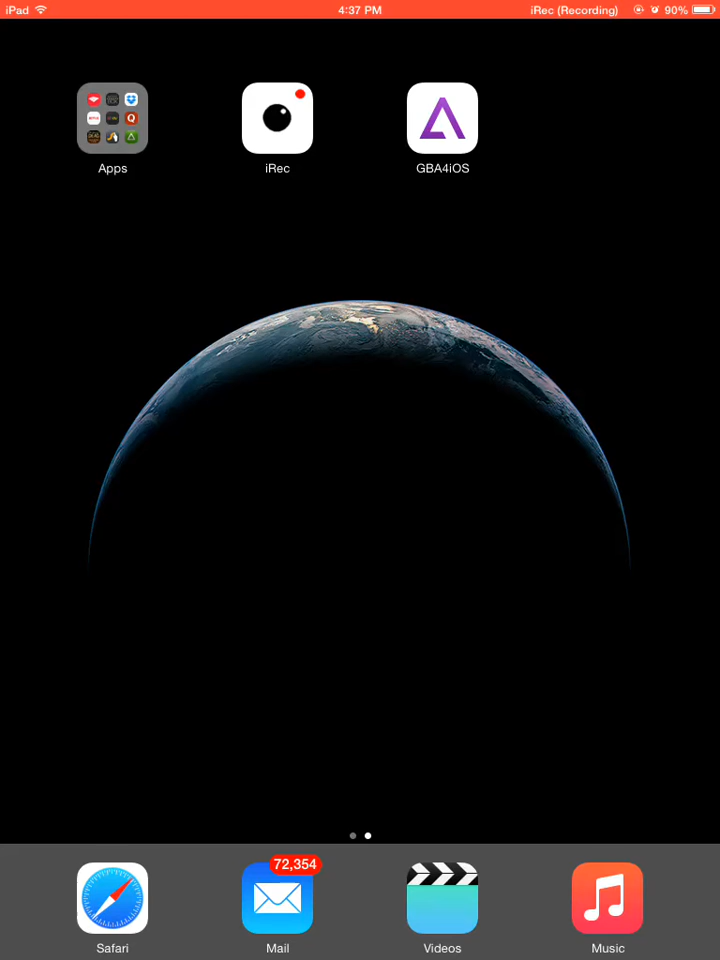 iPad 4:37 PM iRec (Recording) 90%
Apps iRec GBA4iOS
72,354
Safari Mail Videos Music